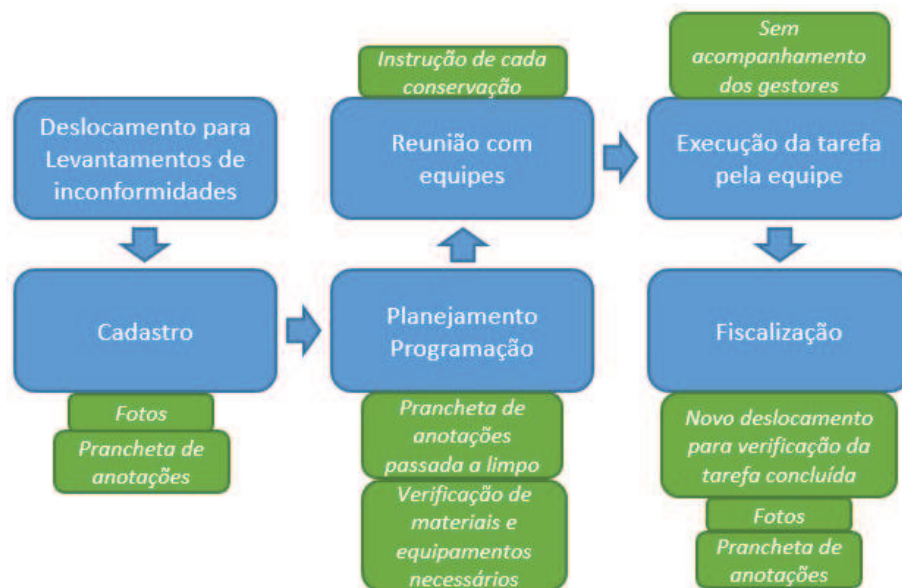 Deslocamento para
Levantamentos de
inconformidades
Cadastro
Fotos
Prancheta de
anotações
Planejamento
Programação
Prancheta de
anotações
passada a limpo
Verificação de
materiais e
equipamentos
necessários
Instrução de cada
conservação
Reunião com
equipes
Sem
acompanhamento
dos gestores
Execução da tarefa
pela equipe
Fiscalização
Novo deslocamento
para verificação da
tarefa concluída
Fotos
Prancheta de
anotações